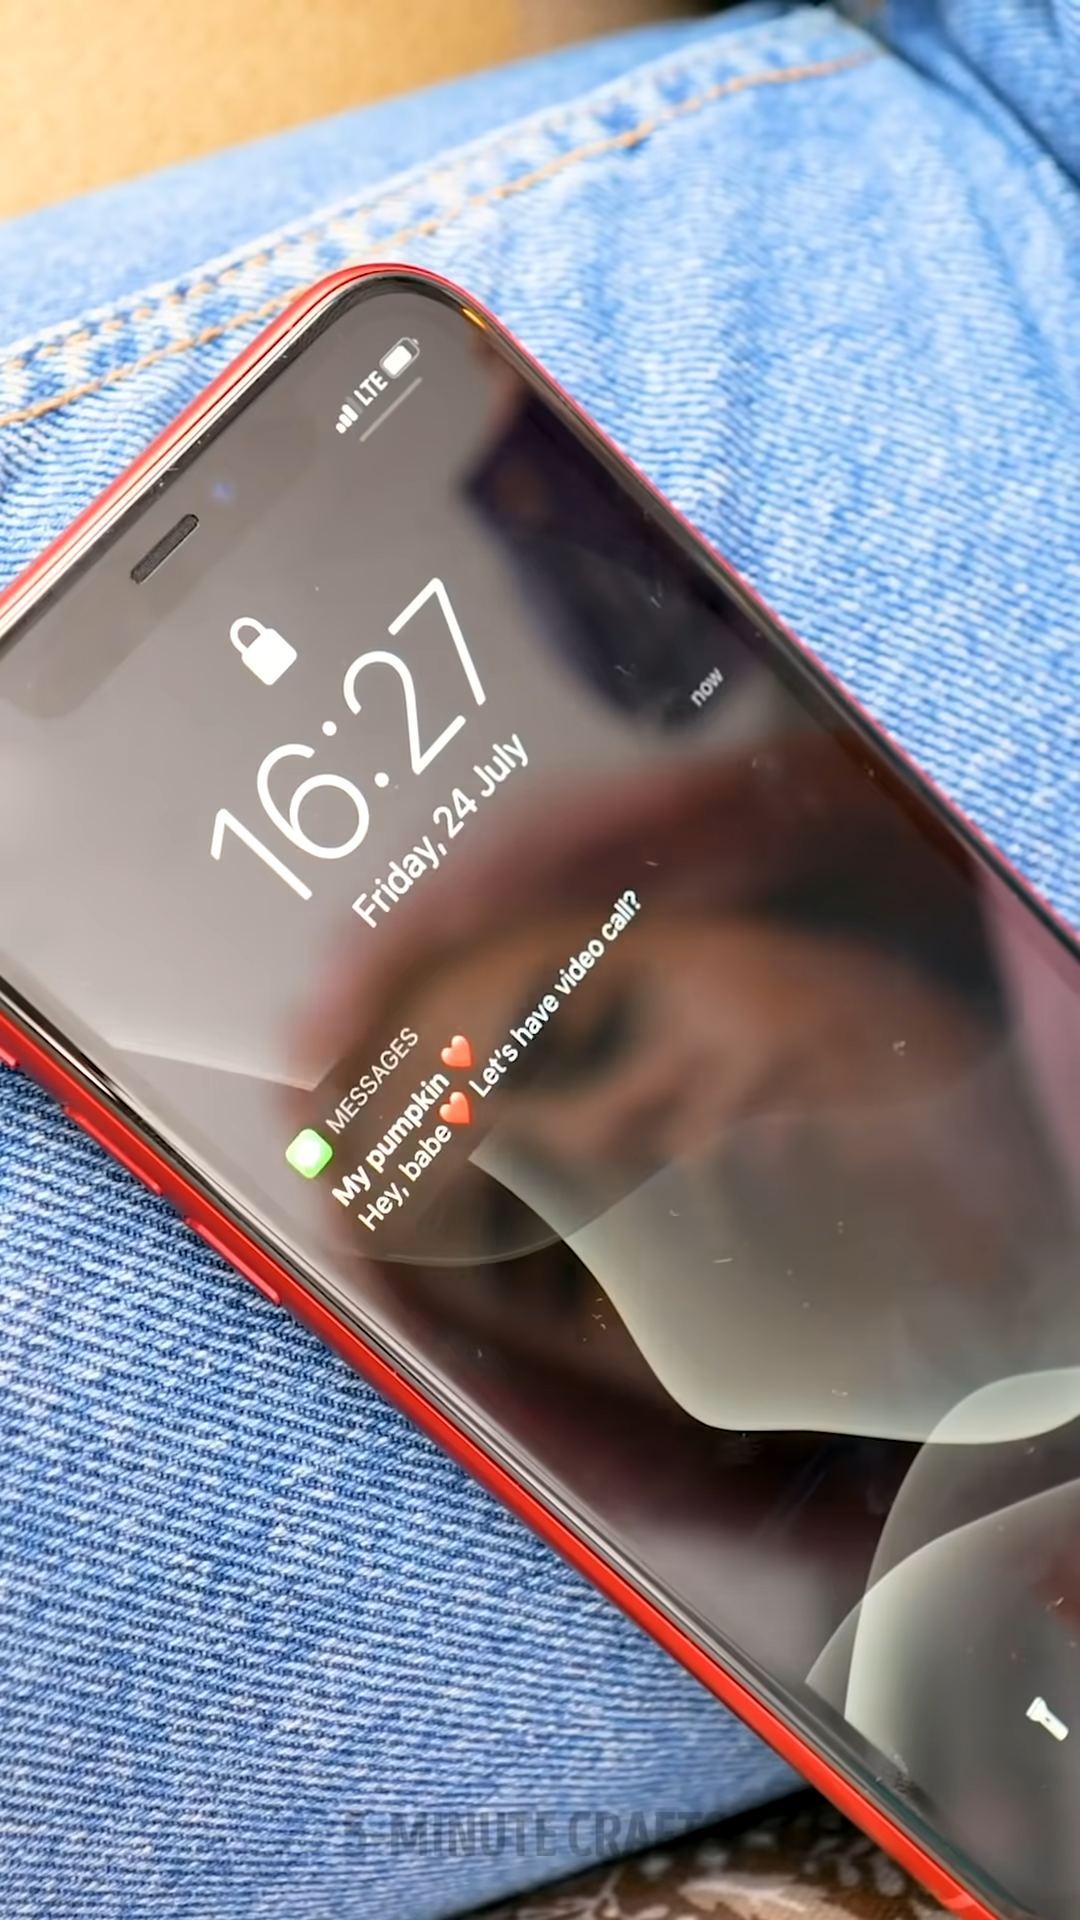 LTE
16:27
Friday, 24 July
MESSAGES
now
My pumpkin ❤️
Hey, babe❤️ Let's have video call?
5-MINUTE CRAFTS